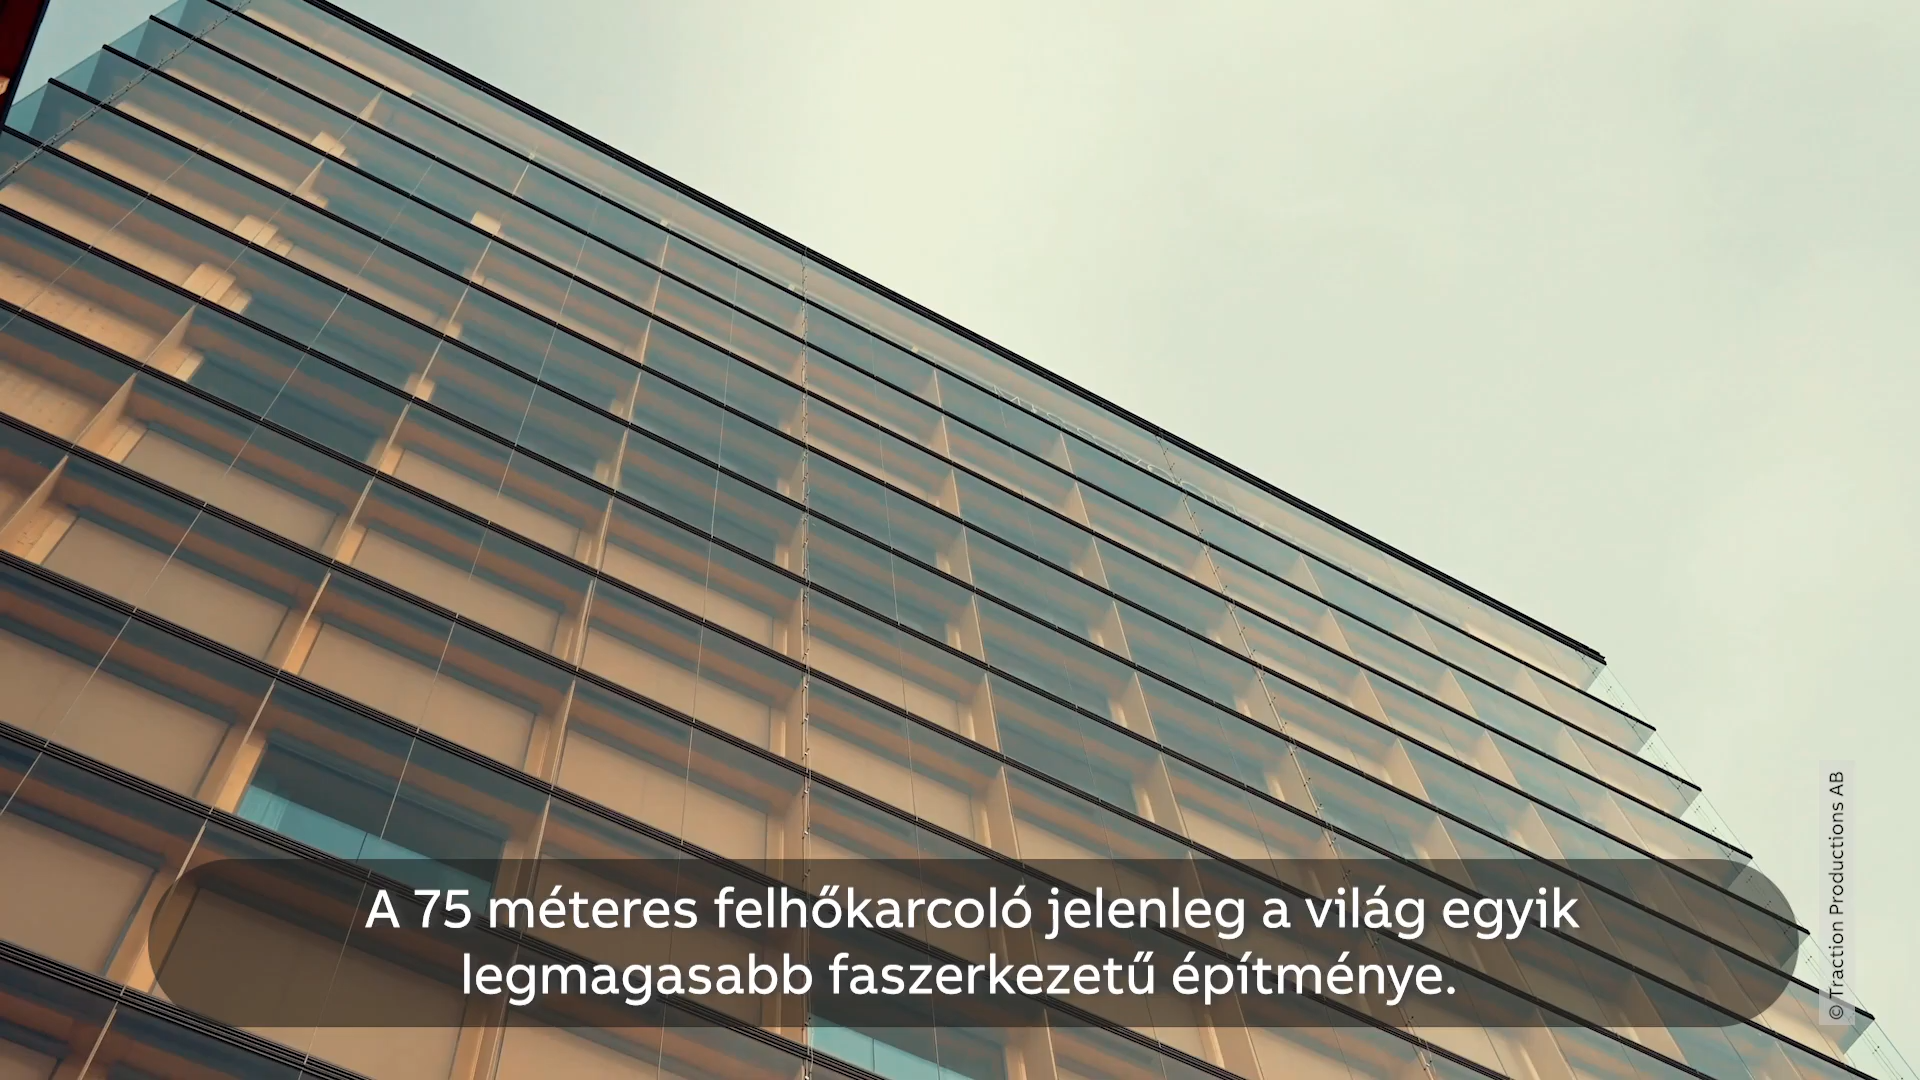 A 75 méteres felhőkarcoló jelenleg a világ egyik
legmagasabb faszerkezetű építménye.
© Traction Productions AB